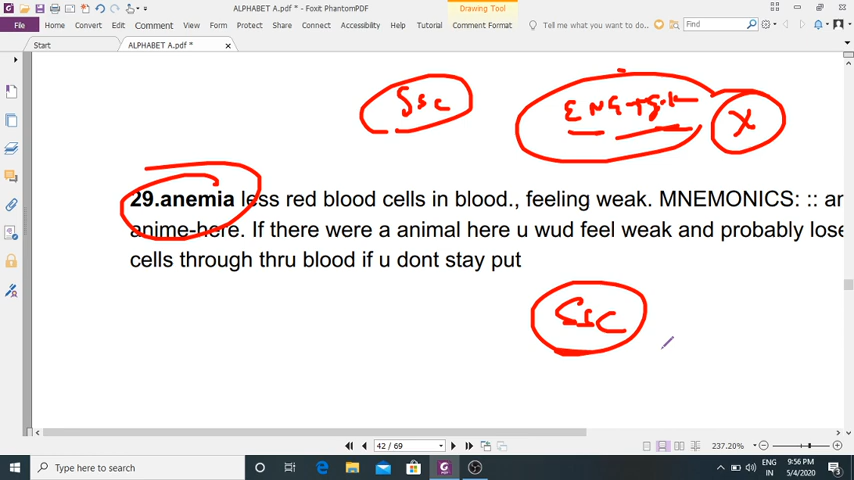 ALPHABET A.pdf * - Foxit PhantomPDF
Drawing Tool
File Home Convert Edit Comment View Form Protect Share Connect Accessibility Help Tutorial Comment Format Tell me what you want to do.. Find
Start ALPHABET A.pdf *
SSC
ENG+G.K
X
29.anemia less red blood cells in blood., feeling weak. MNEMONICS: :: an
anime-here. If there were a animal here u wud feel weak and probably lose
cells through thru blood if u dont stay put
SSC
42 / 69
237.20%
Type here to search
ENG
IN
9:56 PM
5/4/2020
3